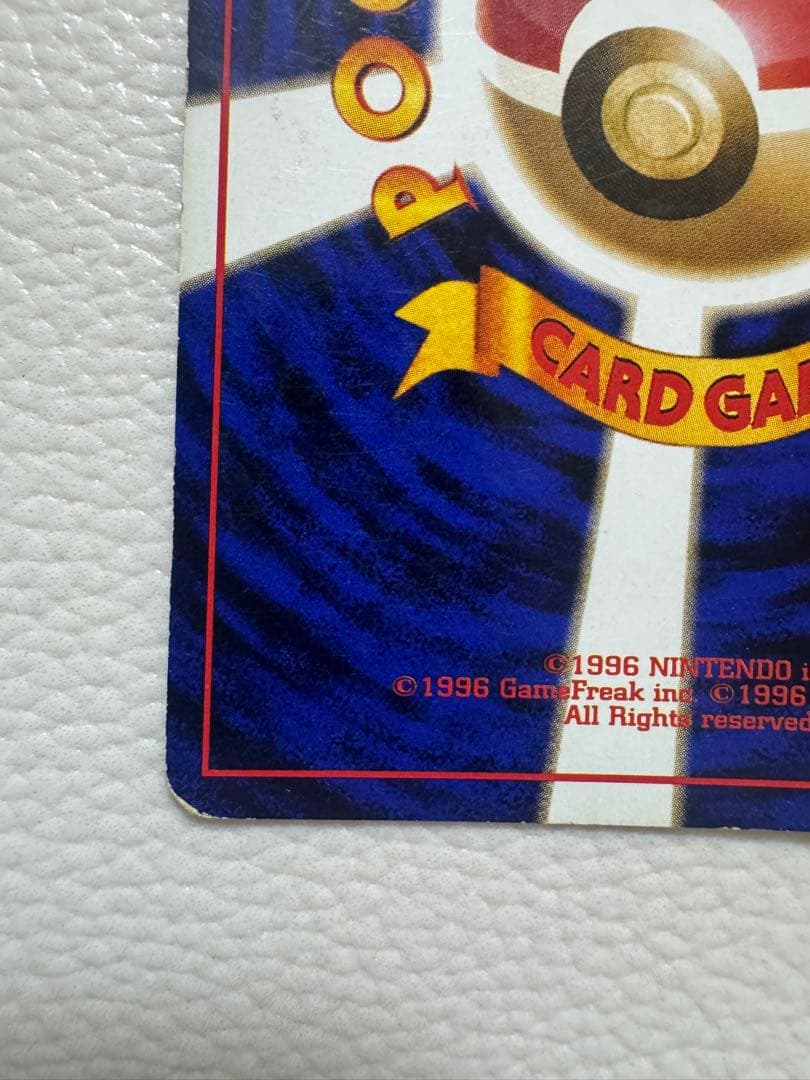 PO
CARD GA
©1996 NINTENDO i
©1996 GameFreak inc. ©1996
All Rights reserved